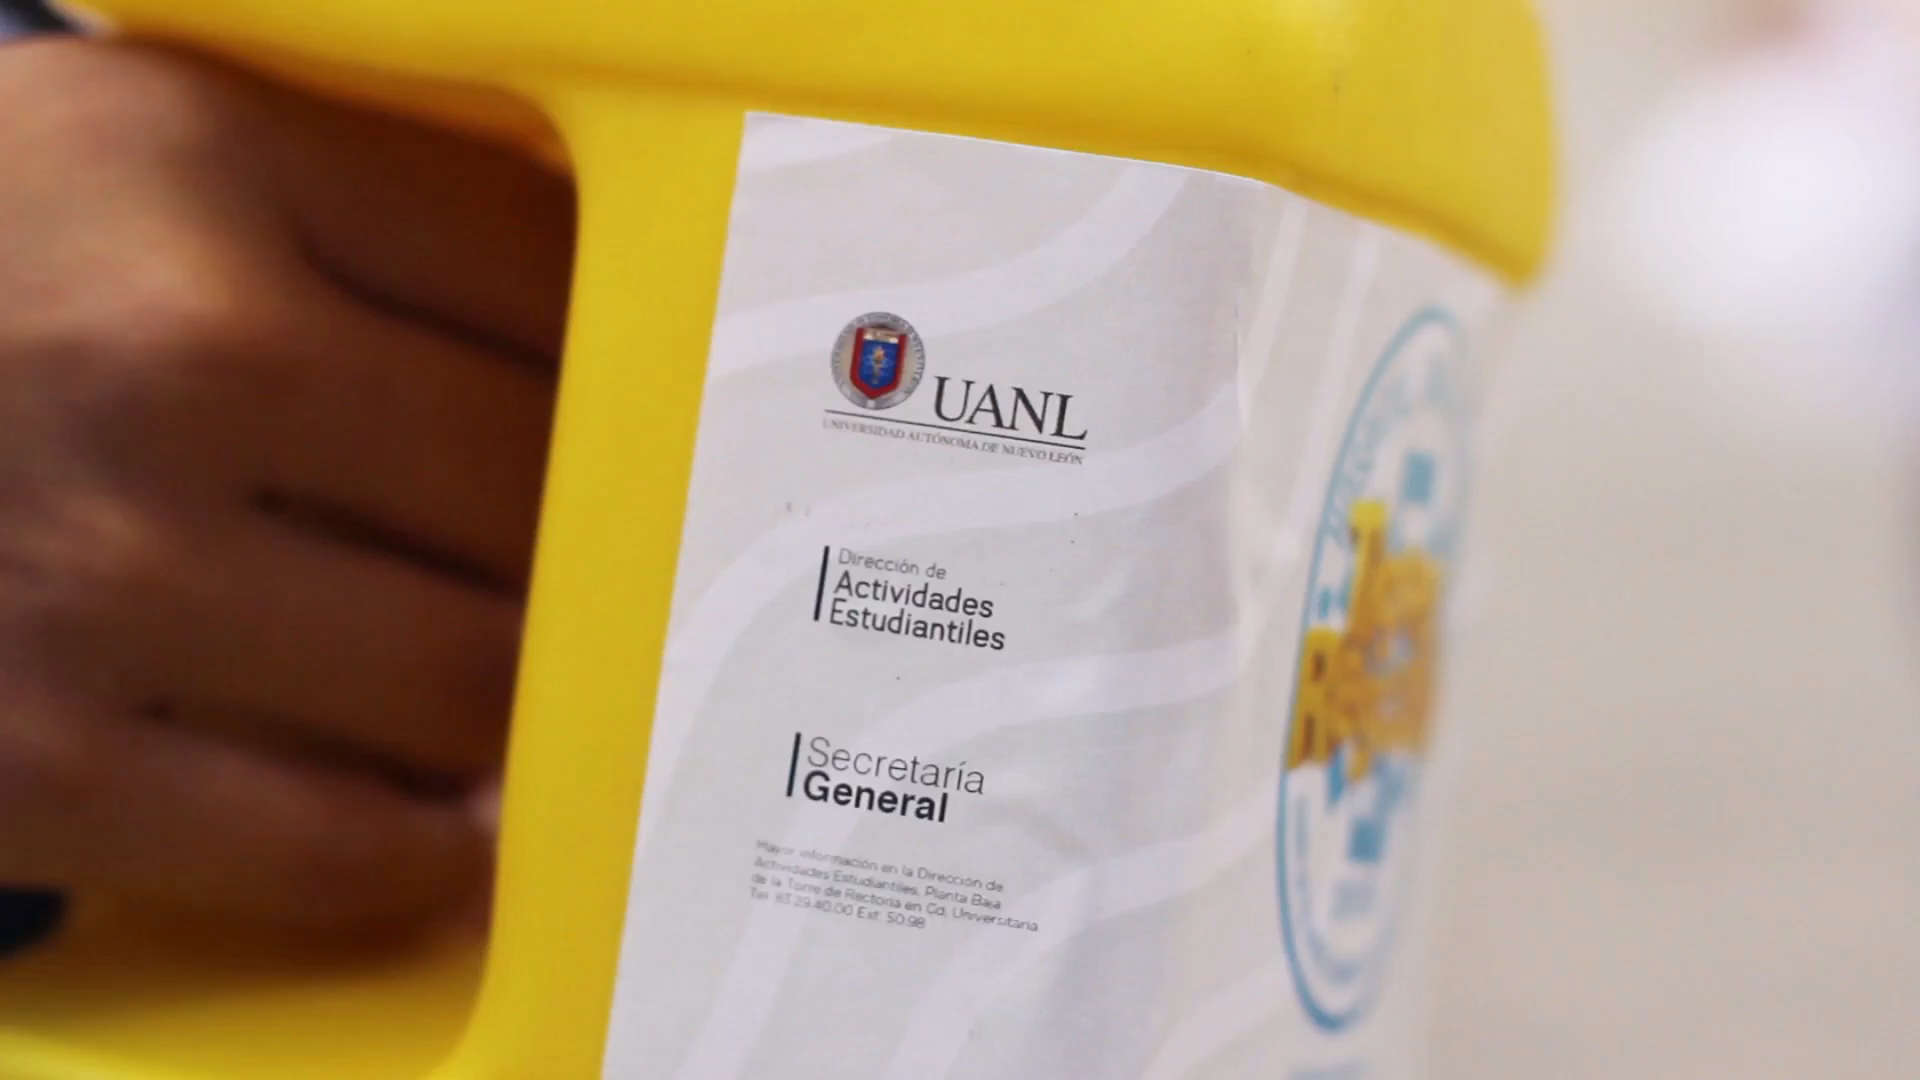 UANL
UNIVERSIDAD AUTÓNOMA DE NUEVO LEÓN
Dirección de
Actividades
Estudiantiles
Secretaría
General
Mayor información en la Dirección de
Actividades Estudiantiles, Planta Baja
de la Torre de Rectoría en Cd. Universitaria
Tel. 83.29.40.00 Ext. 50.98